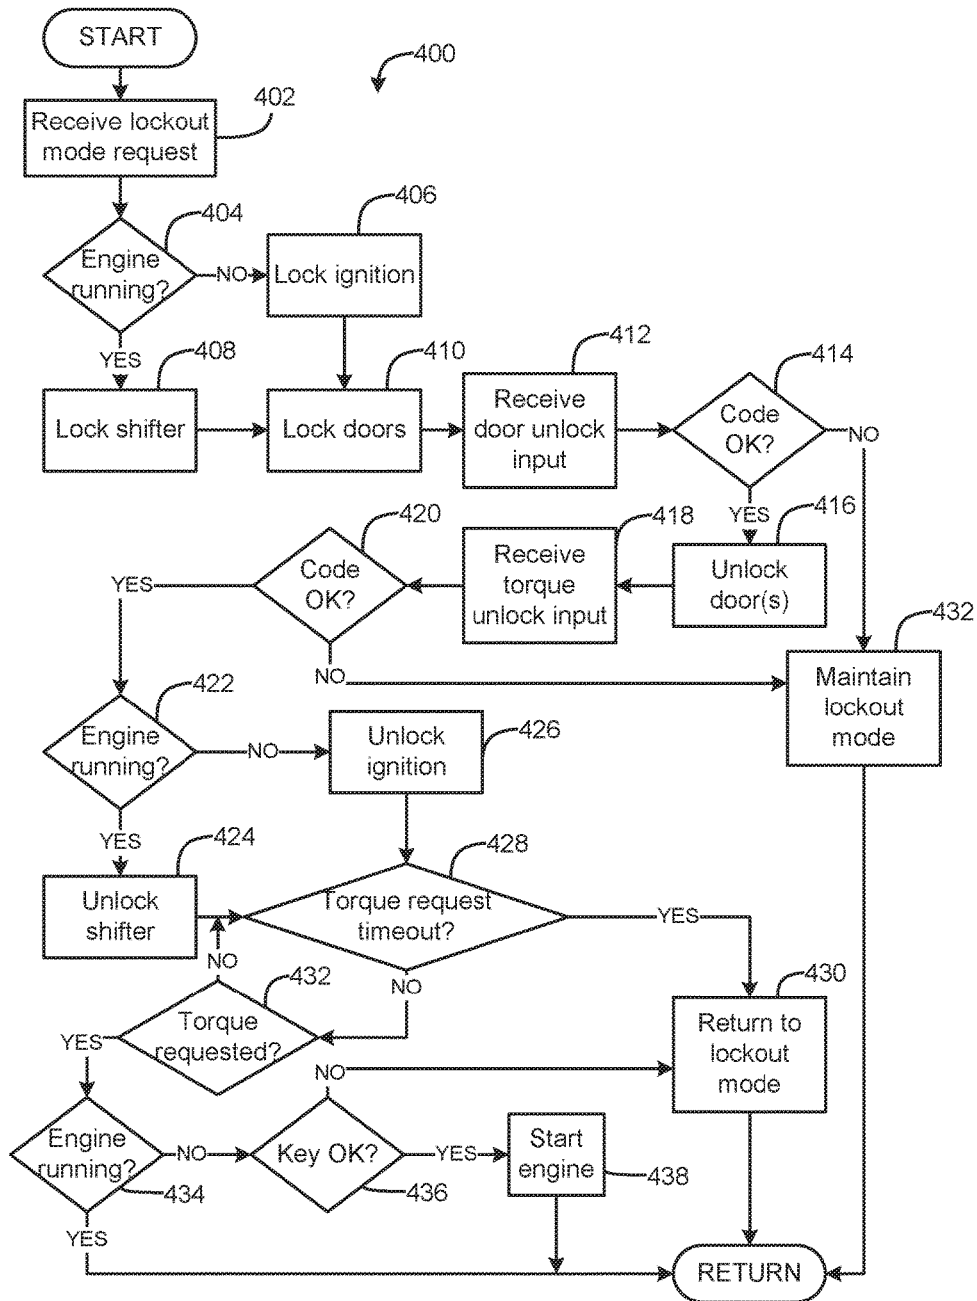 START
400
402
Receive lockout
mode request
404
406
Engine
running?
NO
Lock ignition
YES
408
410
412
414
Lock shifter
Lock doors
Receive
door unlock
input
Code
OK?
NO
YES
416
420
418
Code
OK?
Receive
torque
unlock input
Unlock
door(s)
YES
NO
432
Maintain
lockout
mode
422
Engine
running?
NO
Unlock
ignition
426
YES
424
428
Unlock
shifter
Torque request
timeout?
YES
NO
NO
432
430
Torque
requested?
Return to
lockout
mode
YES
NO
Engine
running?
434
NO
Key OK?
436
YES
Start
engine
438
YES
RETURN